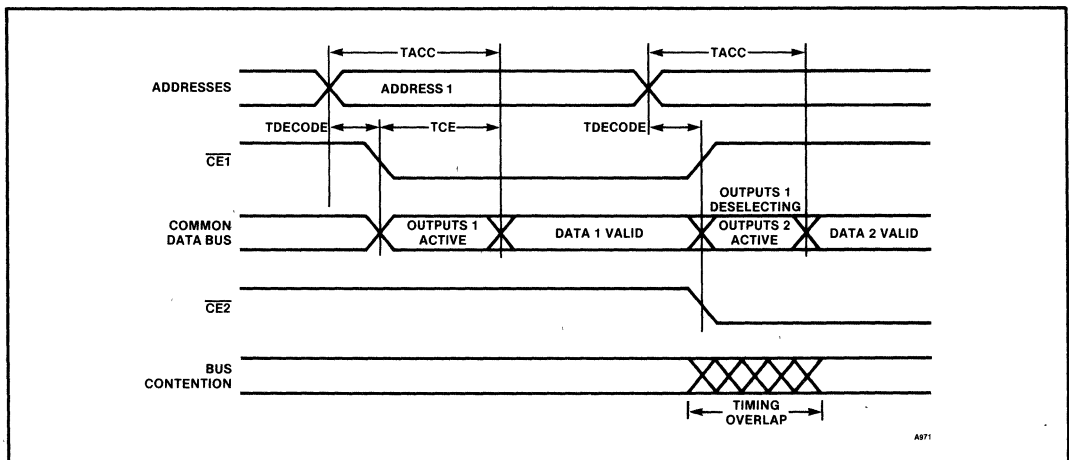 TACC
TACC
ADDRESSES
ADDRESS 1
TDECODE
TCE
TDECODE
CE1
OUTPUTS 1
DESELECTING
COMMON
DATA BUS
OUTPUTS 1
ACTIVE
DATA 1 VALID
OUTPUTS 2
ACTIVE
DATA 2 VALID
CE2
BUS
CONTENTION
TIMING
OVERLAP
A971